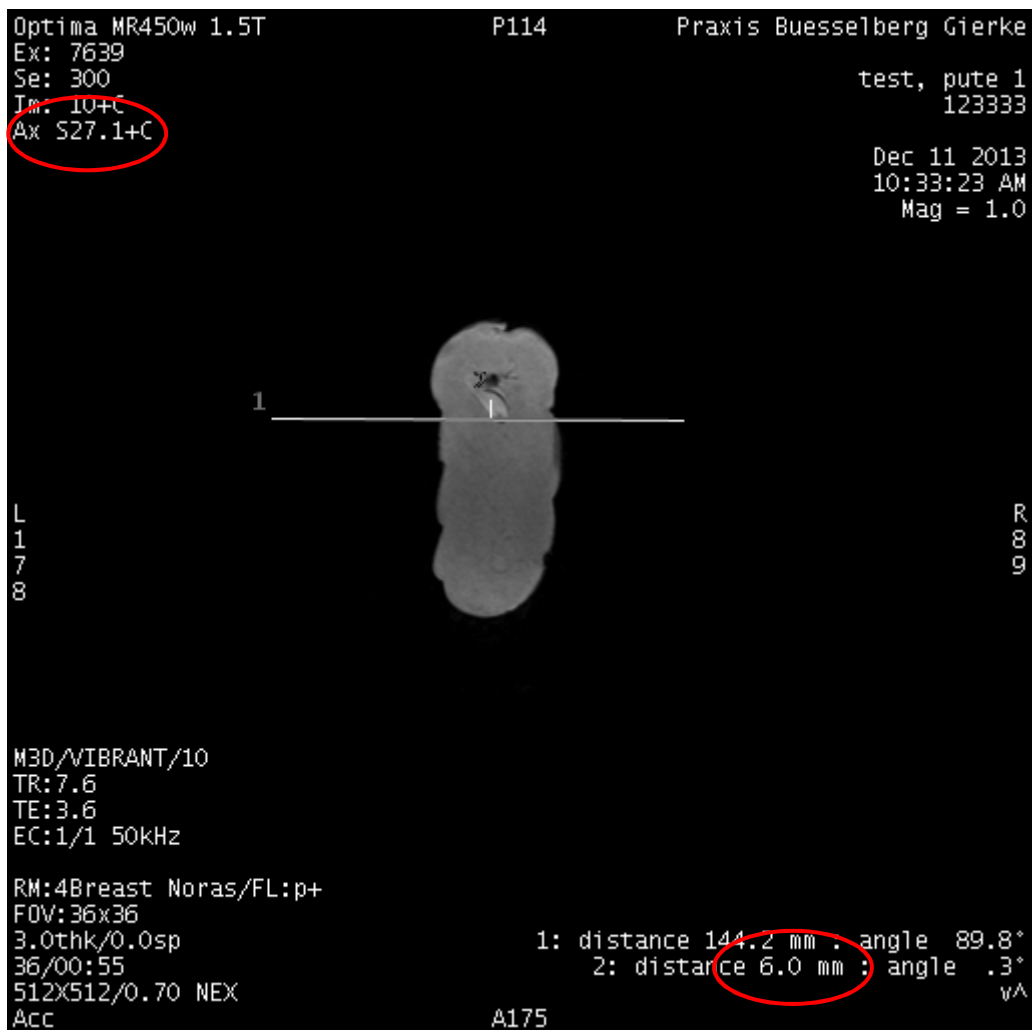 Optima MR450w 1.5T
P114
Praxis Buesselberg Gierke
Ex: 7639
Se: 300
test, pute 1
Im: 10+C
123333
Ax S27.1+C
Dec 11 2013
10:33:23 AM
Mag = 1.0
1
L
1
7
8
R
8
9
M3D/VIBRANT/10
TR:7.6
TE:3.6
EC:1/1 50kHz
RM:4Breast Noras/FL:p+
FOV:36x36
3.0thk/0.0sp
1: distance 144.2 mm : angle 89.8°
36/00:55
2: distance 6.0 mm : angle .3°
512X512/0.70 NEX
v^
Acc
A175